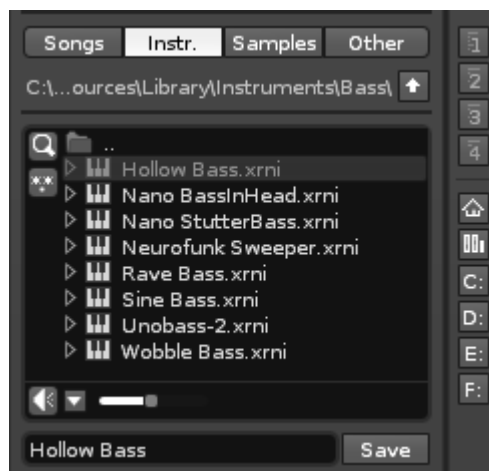 Songs Instr. Samples Other
C:\...ources\Library\Instruments\Bass\
..
Hollow Bass.xrni
Nano BassInHead.xrni
Nano StutterBass.xrni
Neurofunk Sweeper.xrni
Rave Bass.xrni
Sine Bass.xrni
Unobass-2.xrni
Wobble Bass.xrni
Hollow Bass Save
1
2
3
4
C:
D:
E:
F: